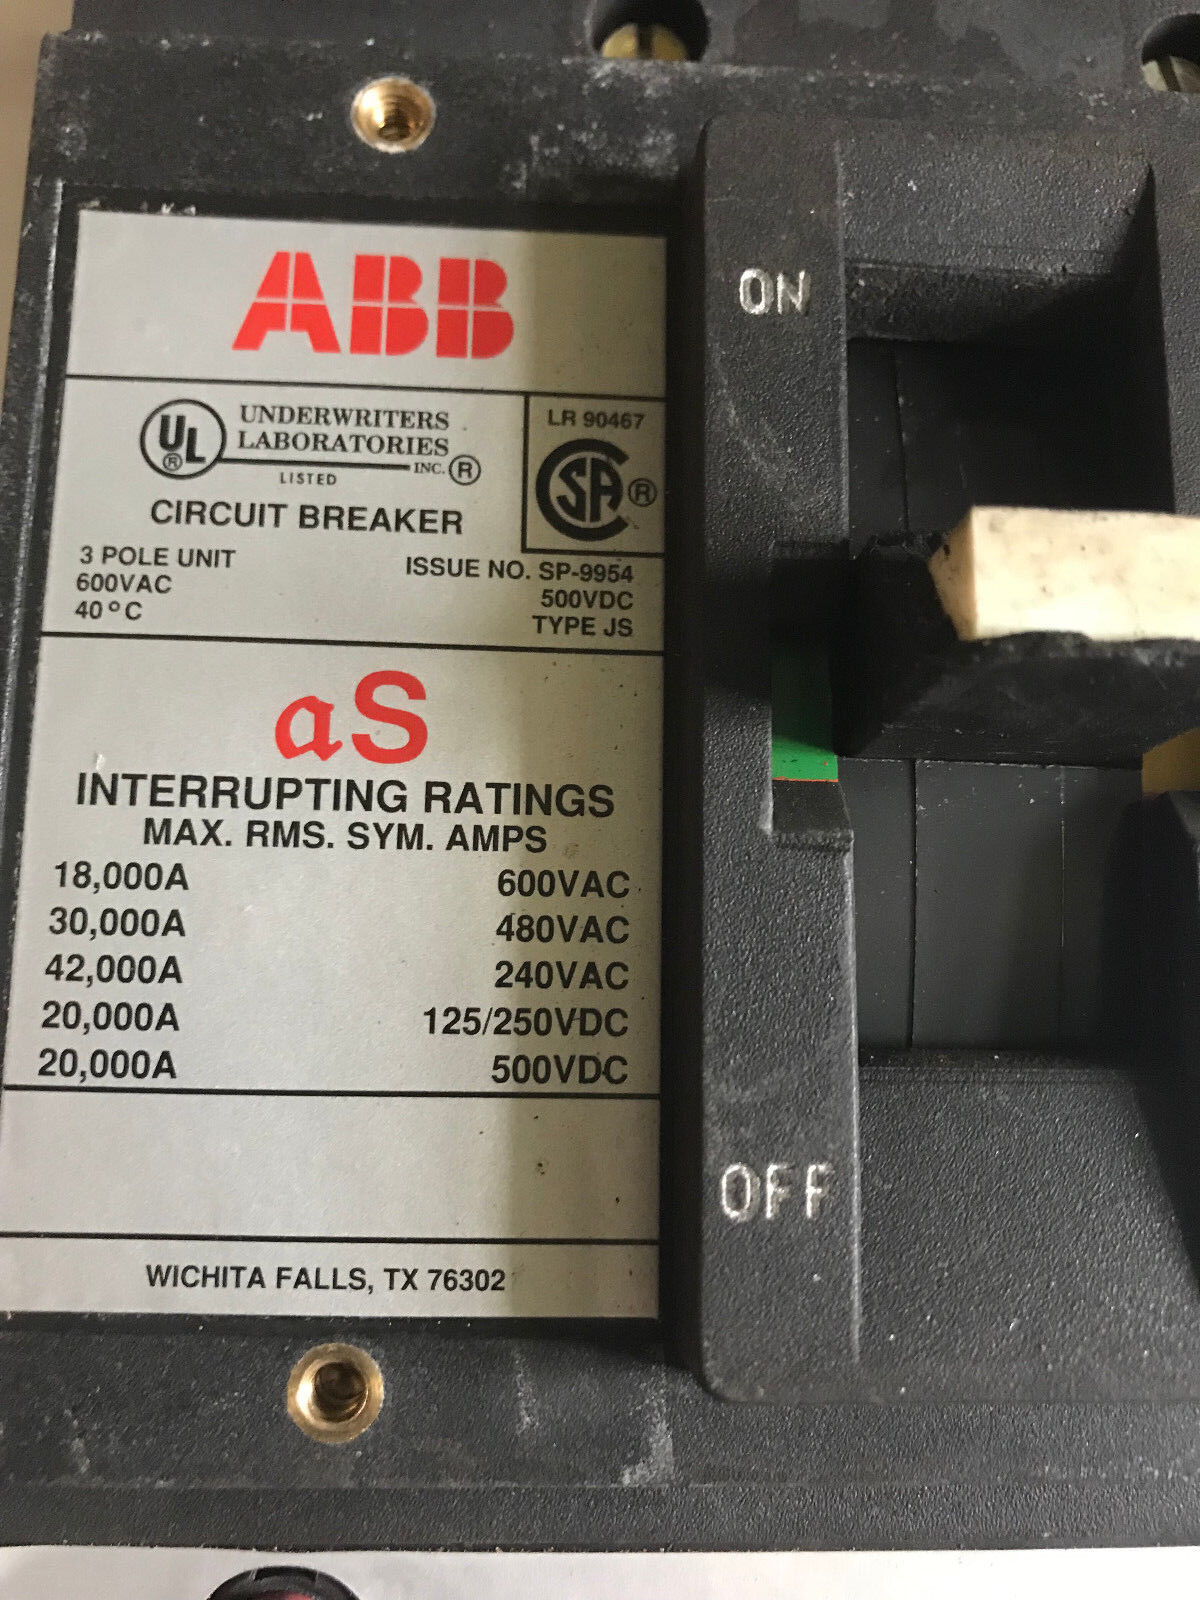 ABB
UL ®
UNDERWRITERS
LABORATORIES
INC. ®
LISTED
LR 90467
CSA ®
CIRCUIT BREAKER
3 POLE UNIT
600VAC
40°C
ISSUE NO. SP-9954
500VDC
TYPE JS
aS
INTERRUPTING RATINGS
MAX. RMS. SYM. AMPS
18,000A 600VAC
30,000A 480VAC
42,000A 240VAC
20,000A 125/250VDC
20,000A 500VDC
WICHITA FALLS, TX 76302
ON
OFF